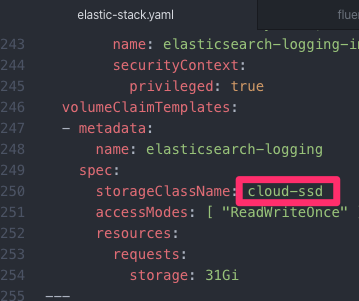 elastic-stack.yaml
243 name: elasticsearch-logging-in
244 securityContext:
245 privileged: true
246 volumeClaimTemplates:
247 - metadata:
248 name: elasticsearch-logging
249 spec:
250 storageClassName: cloud-ssd
251 accessModes: [ "ReadWriteOnce"
252 resources:
253 requests:
254 storage: 31Gi
255 ---